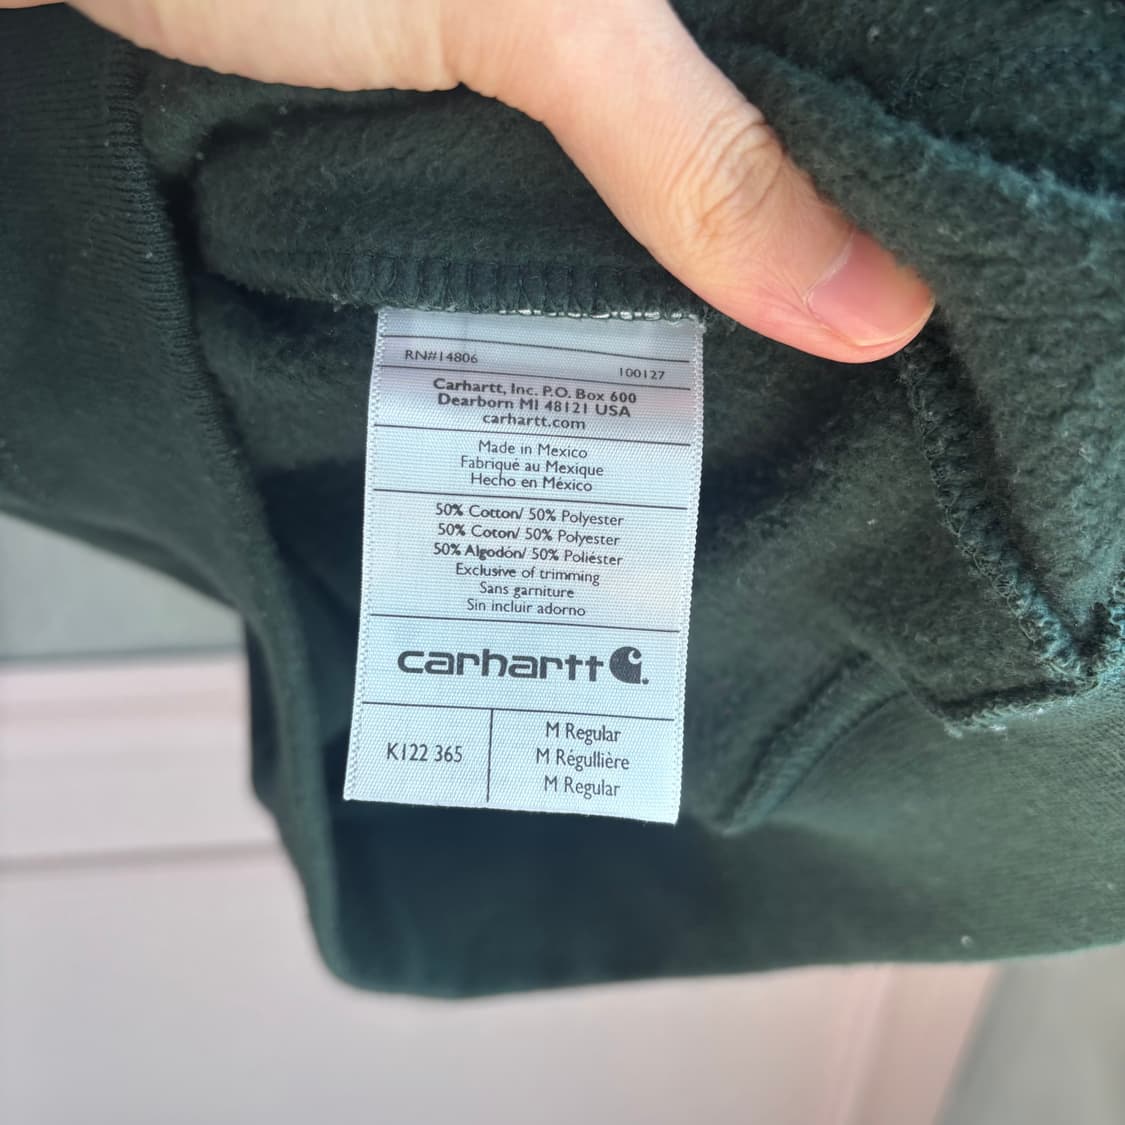 RN#14806
100127
Carhartt, Inc. P.O. Box 600
Dearborn MI 48121 USA
carhartt.com
Made in Mexico
Fabriqué au Mexique
Hecho en México
50% Cotton/ 50% Polyester
50% Coton/ 50% Polyester
50% Algodón/ 50% Poliéster
Exclusive of trimming
Sans garniture
Sin incluir adorno
carhartt
K122 365
M Regular
M Régullière
M Regular